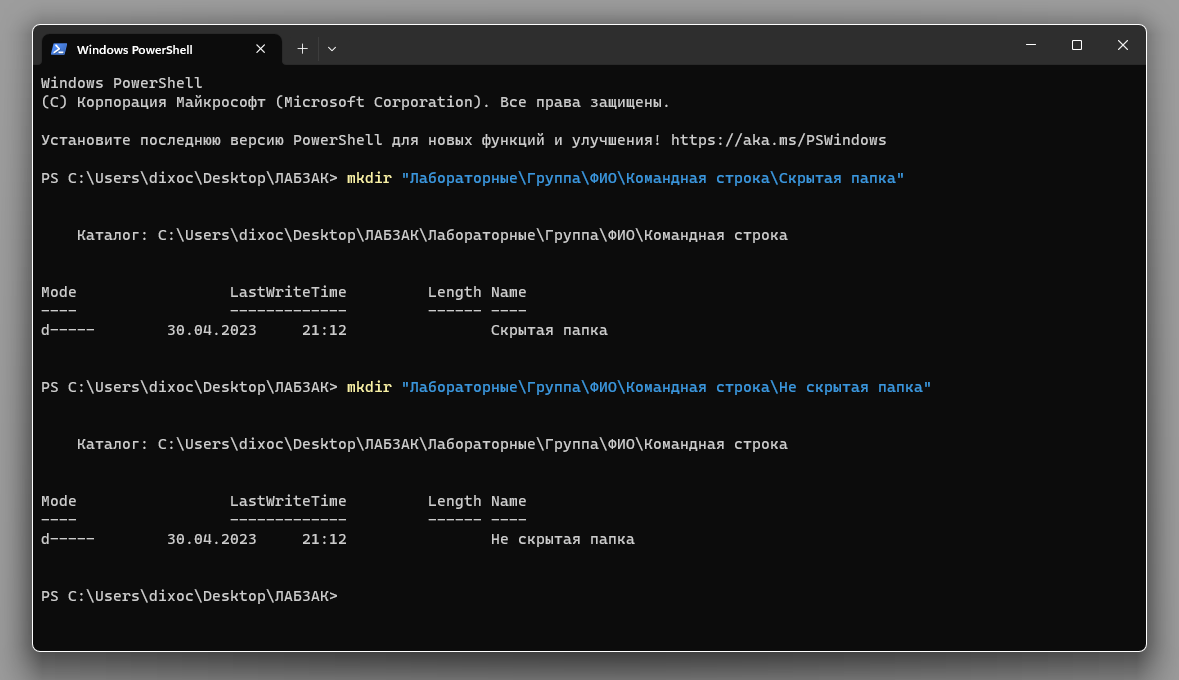 Windows PowerShell
Windows PowerShell
(C) Корпорация Майкрософт (Microsoft Corporation). Все права защищены.
Установите последнюю версию PowerShell для новых функций и улучшения! https://aka.ms/PSWindows
PS C:\Users\dixoc\Desktop\ЛАБЗАК> mkdir "Лабораторные\Группа\ФИО\Командная строка\Скрытая папка"
Каталог: C:\Users\dixoc\Desktop\ЛАБЗАК\Лабораторные\Группа\ФИО\Командная строка
Mode                 LastWriteTime         Length Name
----                 -------------         ------ ----
d-----        30.04.2023     21:12                Скрытая папка
PS C:\Users\dixoc\Desktop\ЛАБЗАК> mkdir "Лабораторные\Группа\ФИО\Командная строка\Не скрытая папка"
Каталог: C:\Users\dixoc\Desktop\ЛАБЗАК\Лабораторные\Группа\ФИО\Командная строка
Mode                 LastWriteTime         Length Name
----                 -------------         ------ ----
d-----        30.04.2023     21:12                Не скрытая папка
PS C:\Users\dixoc\Desktop\ЛАБЗАК>